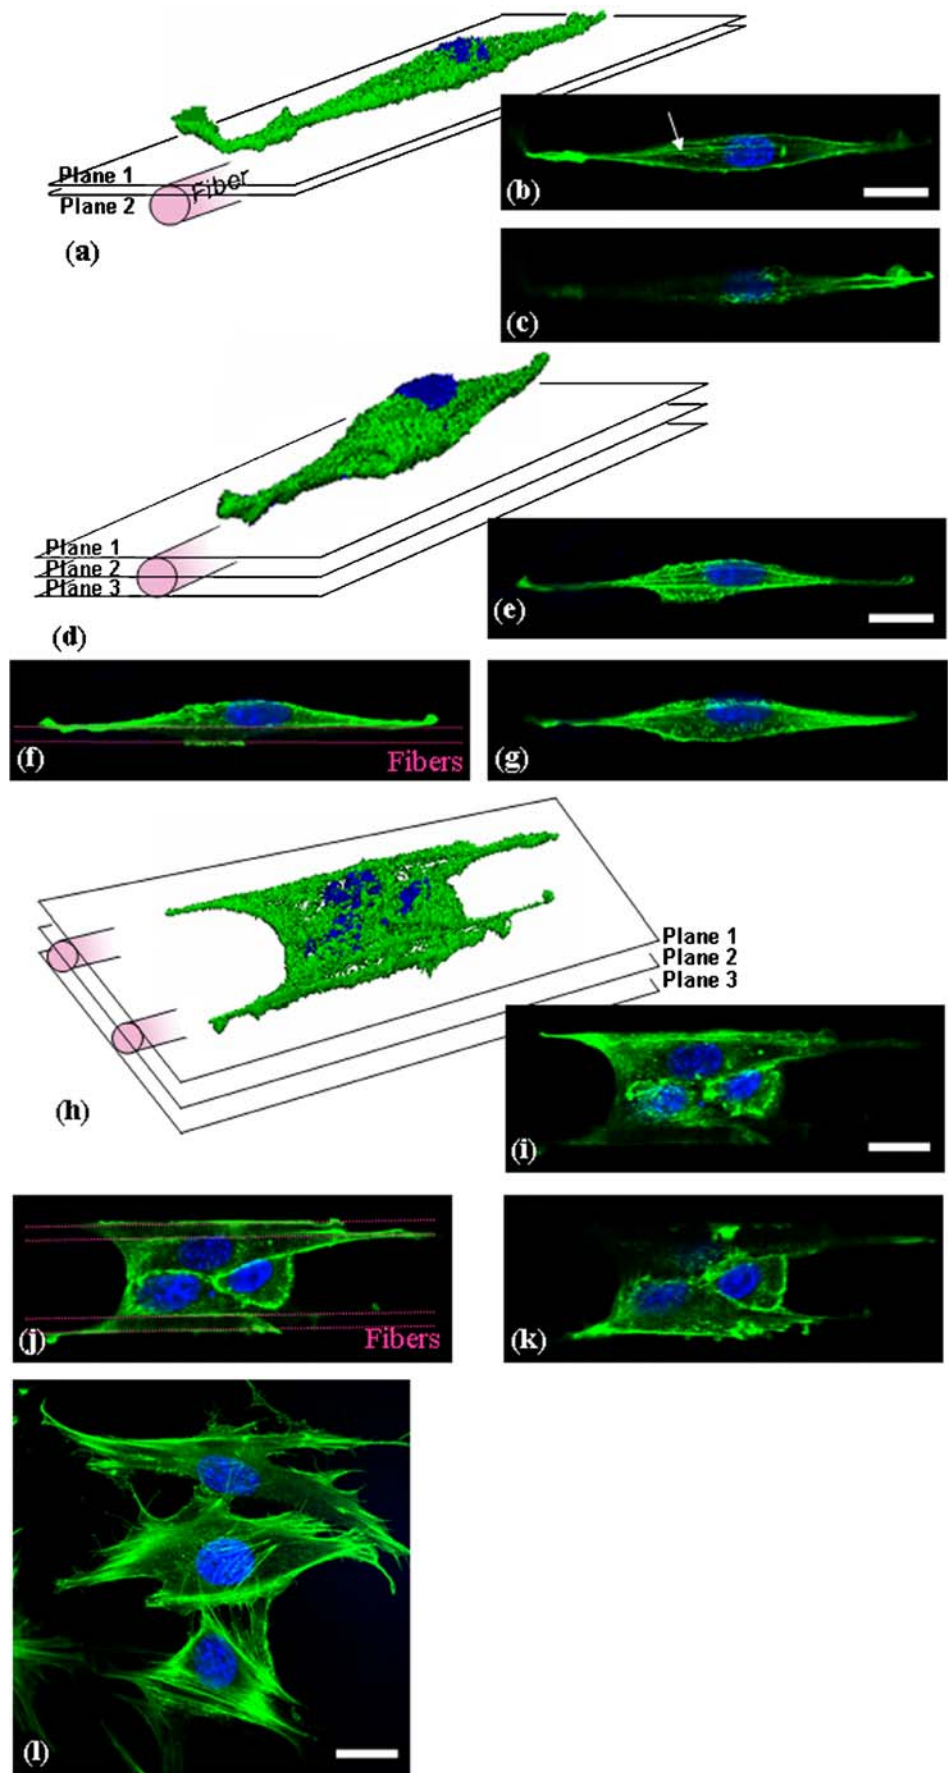 Plane 1
Fiber
Plane 2
(a)
(b)
(c)
Plane 1
Plane 2
Plane 3
(d)
(e)
(f)
Fibers
(g)
Plane 1
Plane 2
Plane 3
(h)
(i)
(j)
Fibers
(k)
(l)